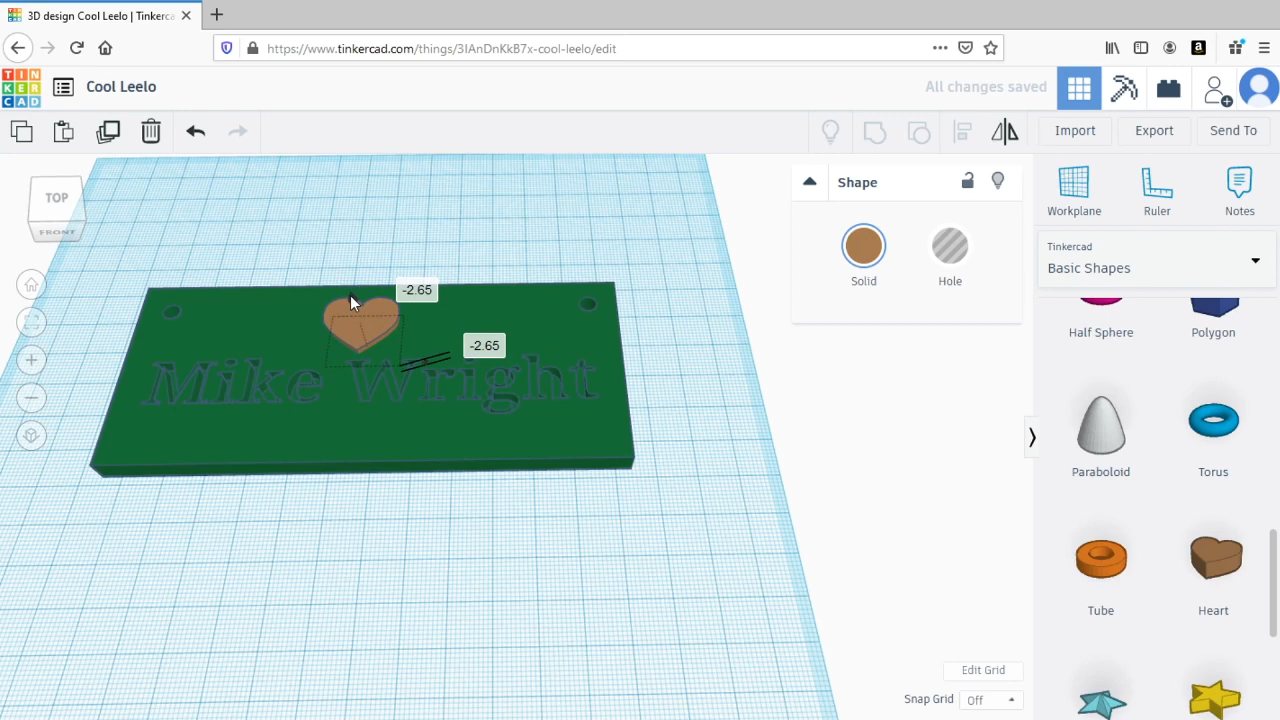 3D design Cool Leelo | Tinkerca
https://www.tinkercad.com/things/3IAnDnKkB7x-cool-leelo/edit
TIN
KER
CAD
Cool Leelo
All changes saved
Import
Export
Send To
TOP
FRONT
Shape
Solid
Hole
Workplane
Ruler
Notes
Tinkercad
Basic Shapes
-2.65
-2.65
Mike Wright
Half Sphere
Polygon
Paraboloid
Torus
Tube
Heart
Edit Grid
Snap Grid
Off